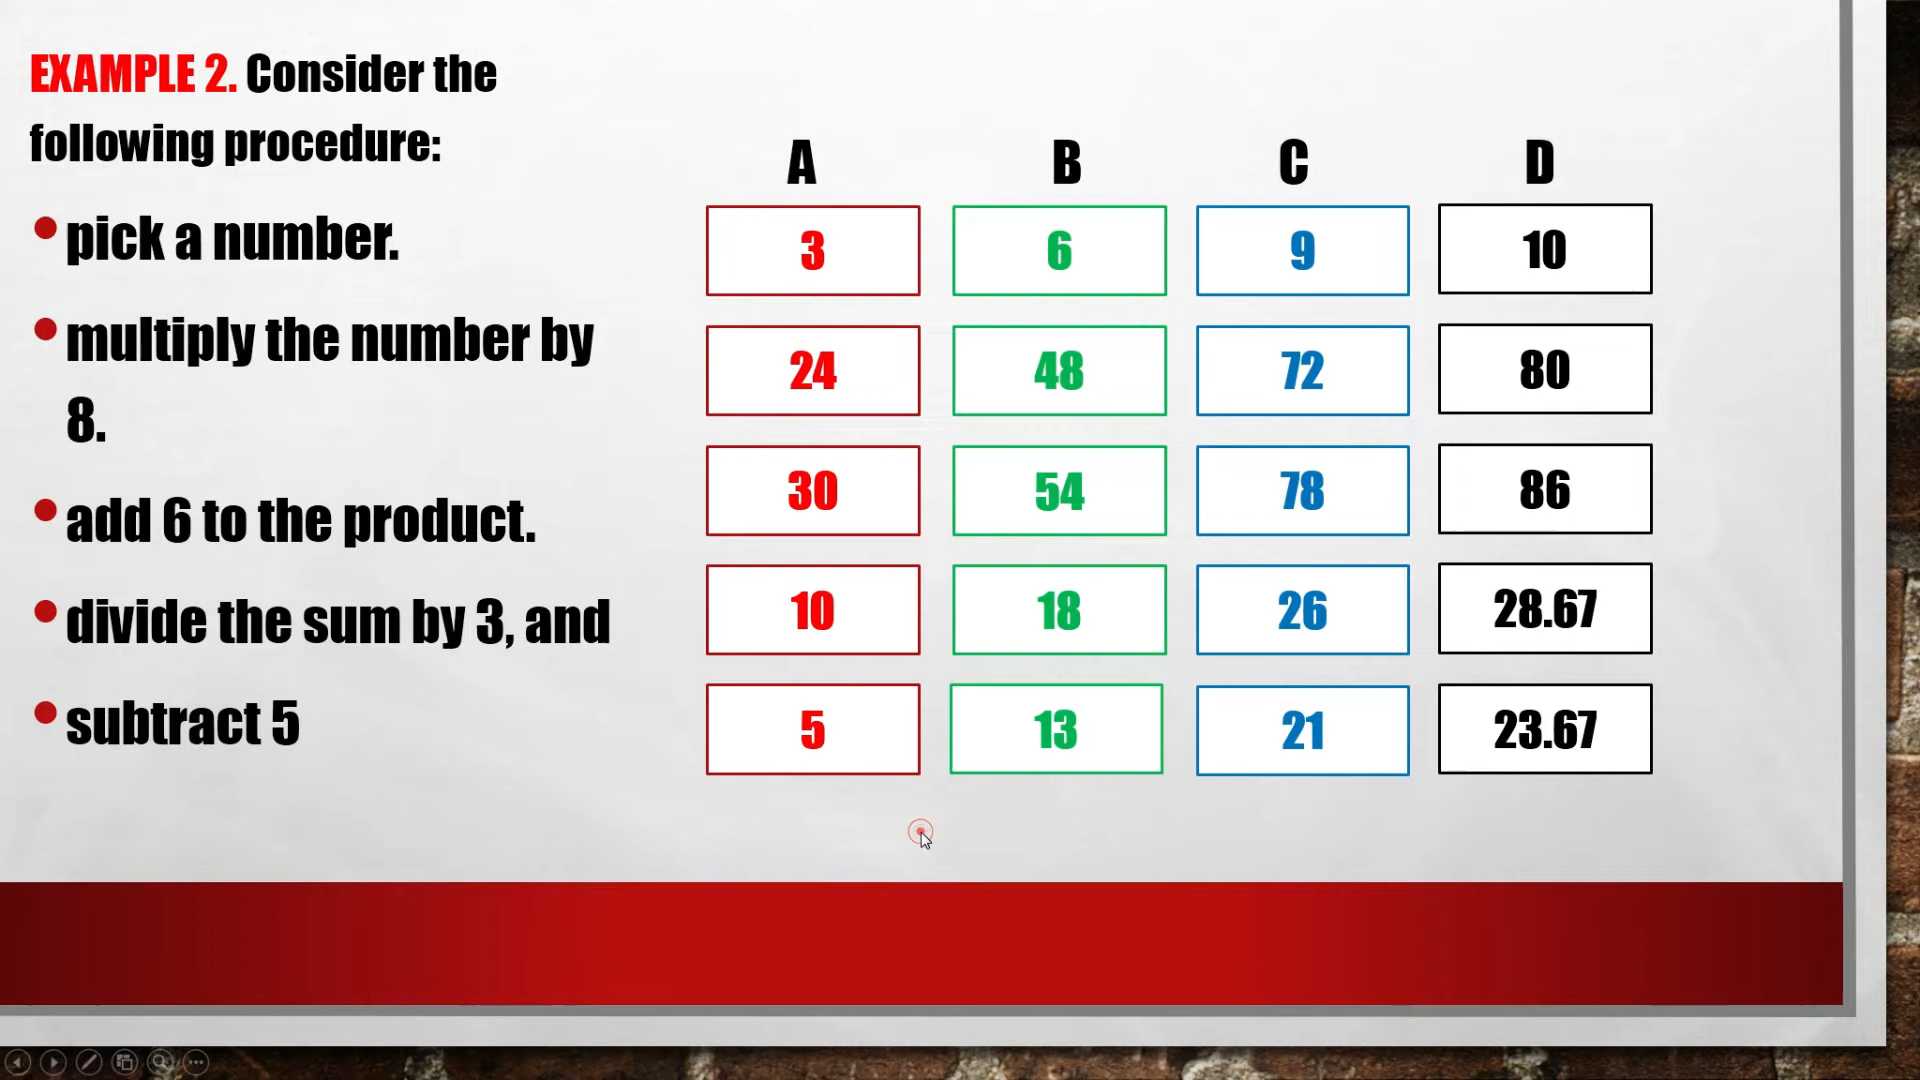 EXAMPLE 2. Consider the
following procedure:
• pick a number.
• multiply the number by
8.
• add 6 to the product.
• divide the sum by 3, and
• subtract 5
A B C D
3 6 9 10
24 48 72 80
30 54 78 86
10 18 26 28.67
5 13 21 23.67